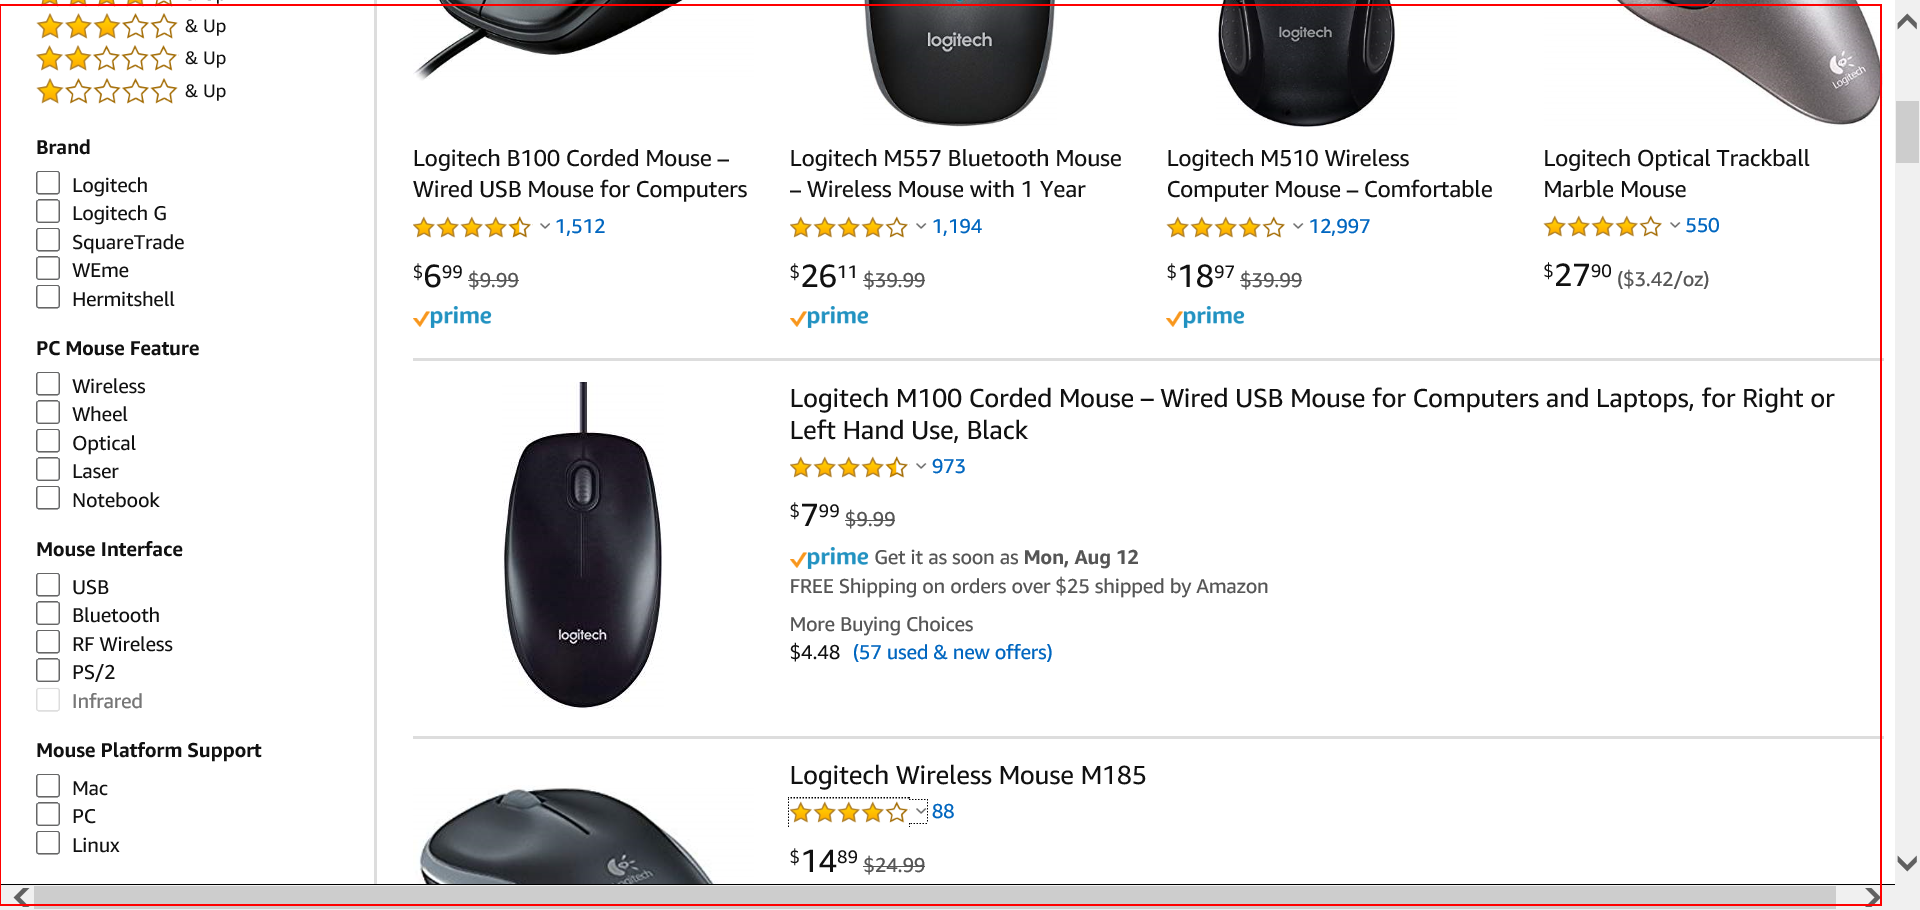 & Up
& Up
& Up
& Up
Brand
Logitech
Logitech G
SquareTrade
WEme
Hermitshell
PC Mouse Feature
Wireless
Wheel
Optical
Laser
Notebook
Mouse Interface
USB
Bluetooth
RF Wireless
PS/2
Infrared
Mouse Platform Support
Mac
PC
Linux
logitech
logitech
Logitech
Logitech B100 Corded Mouse –
Wired USB Mouse for Computers
1,512
$699 $9.99
prime
Logitech M557 Bluetooth Mouse
– Wireless Mouse with 1 Year
1,194
$2611 $39.99
prime
Logitech M510 Wireless
Computer Mouse – Comfortable
12,997
$1897 $39.99
prime
Logitech Optical Trackball
Marble Mouse
550
$2790 ($3.42/oz)
logitech
Logitech M100 Corded Mouse – Wired USB Mouse for Computers and Laptops, for Right or
Left Hand Use, Black
973
$799 $9.99
prime Get it as soon as Mon, Aug 12
FREE Shipping on orders over $25 shipped by Amazon
More Buying Choices
$4.48 (57 used & new offers)
Logitech
Logitech Wireless Mouse M185
88
$1489 $24.99